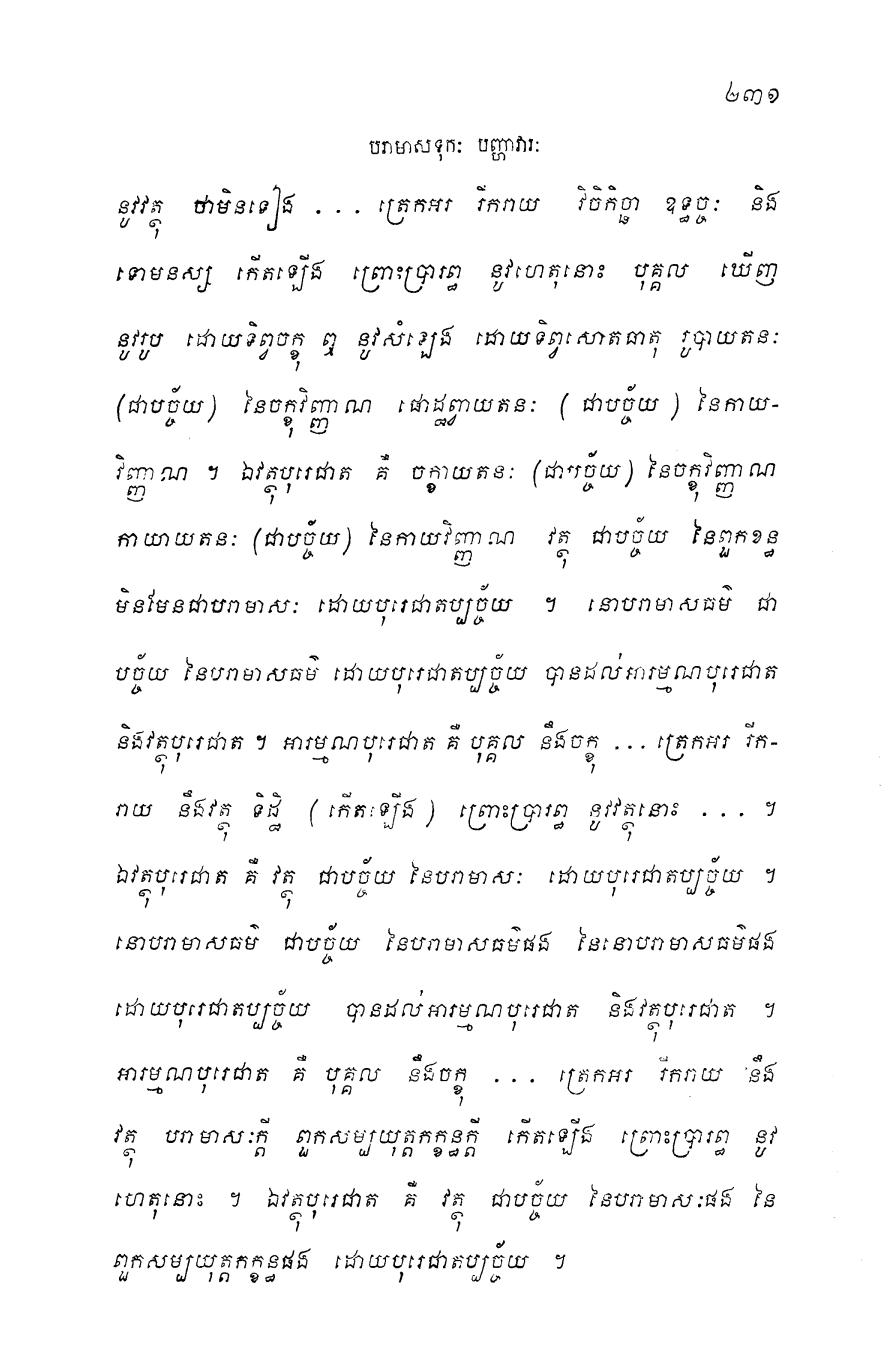 ២៣១
បរាមាសទុកៈ បញ្ហាវារៈ
នូវវត្ថុ ថាមិនទៀង ... ត្រេកអរ រីករាយ វិចិកិច្ឆា ឧទ្ធច្ចៈ និង
ទោមនស្ស កើតឡើង ព្រោះប្រារព្ធ នូវហេតុនោះ បុគ្គល ឃើញ
នូវរូប ដោយទិព្វចក្ខុ ឮ នូវសំឡេង ដោយទិព្វសោតធាតុ រូបាយតនៈ
(ជាបច្ច័យ) នៃចក្ខុវិញ្ញាណ ផោដ្ឋព្វាយតនៈ ( ជាបច្ច័យ ) នៃកាយ-
វិញ្ញាណ ។ ឯវត្ថុបុរេជាត គឺ ចក្ខាយតនៈ (ជាបច្ច័យ) នៃចក្ខុវិញ្ញាណ
កាយាយតនៈ (ជាបច្ច័យ) នៃកាយវិញ្ញាណ វត្ថុ ជាបច្ច័យ នៃពួកខន្ធ
មិនមែនជាបរាមាសៈ ដោយបុរេជាតប្បច្ច័យ ។ នោបរាមាសធម៌ ជា
បច្ច័យ នៃបរាមាសធម៌ ដោយបុរេជាតប្បច្ច័យ បានដល់អារម្មណបុរេជាត
និងវត្ថុបុរេជាត ។ អារម្មណបុរេជាត គឺ បុគ្គល នឹងចក្ខុ ... ត្រេកអរ រីក-
រាយ នឹងវត្ថុ ទិដ្ឋិ ( កើតឡើង ) ព្រោះប្រារព្ធ នូវវត្ថុនោះ ... ។
ឯវត្ថុបុរេជាត គឺ វត្ថុ ជាបច្ច័យ នៃបរាមាសៈ ដោយបុរេជាតប្បច្ច័យ ។
នោបរាមាសធម៌ ជាបច្ច័យ នៃបរាមាសធម៌ផង នៃនោបរាមាសធម៌ផង
ដោយបុរេជាតប្បច្ច័យ បានដល់អារម្មណបុរេជាត និងវត្ថុបុរេជាត ។
អារម្មណបុរេជាត គឺ បុគ្គល នឹងចក្ខុ ... ត្រេកអរ រីករាយ នឹង
វត្ថុ បរាមាសៈក្តី ពួកសម្បយុត្តកក្ខន្ធក្តី កើតឡើង ព្រោះប្រារព្ធ នូវ
ហេតុនោះ ។ ឯវត្ថុបុរេជាត គឺ វត្ថុ ជាបច្ច័យ នៃបរាមាសៈផង នៃ
ពួកសម្បយុត្តកក្ខន្ធផង ដោយបុរេជាតប្បច្ច័យ ។